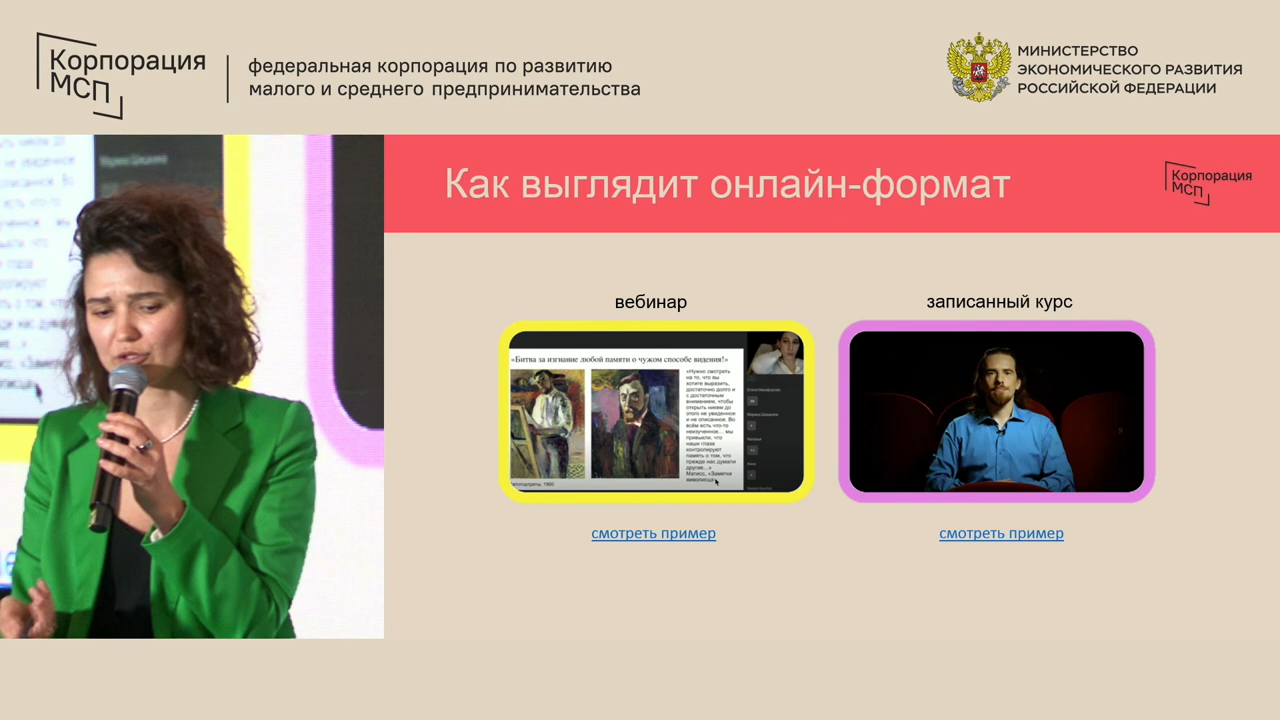 Корпорация
МСП
федеральная корпорация по развитию
малого и среднего предпринимательства
МИНИСТЕРСТВО
ЭКОНОМИЧЕСКОГО РАЗВИТИЯ
РОССИЙСКОЙ ФЕДЕРАЦИИ
Как выглядит онлайн-формат
Корпорация
МСП
вебинар
записанный курс
«Битва за изгнание любой памяти о чужом способе видения!»
«Нужно смотреть
на то, что вы
хотите выразить,
достаточно долго и
с достаточным
вниманием, чтобы
открыть никем до
этого не увиденное
и не описанное. Во
всём есть что-то
неизученное... мы
привыкли, что
наши глаза
контролируют
память о том, что
прежде нас думали
другие...»
Матисс, «Заметки
живописца»
смотреть пример
смотреть пример